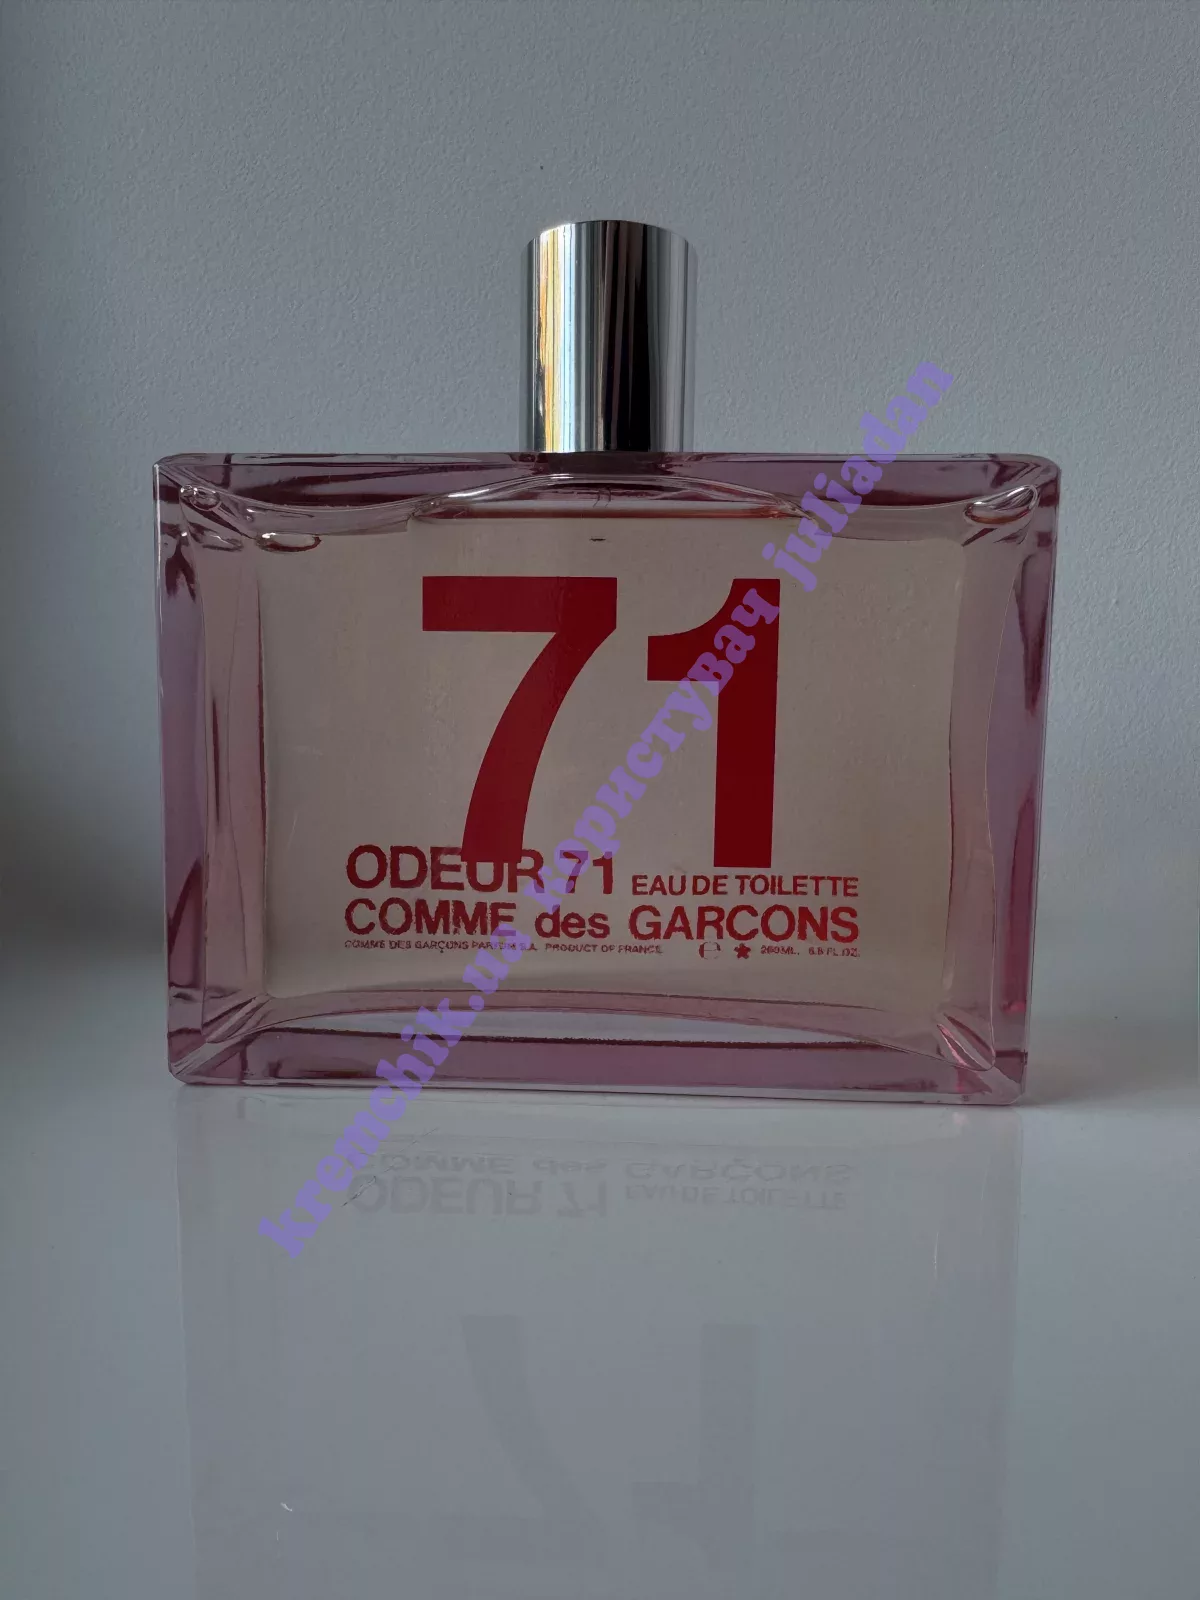 71
ODEUR 71 EAU DE TOILETTE
COMME des GARCONS
COMME DES GARÇONS PARFUMS S.A. PRODUCT OF FRANCE e ★ 200ML. 6.8 FL.OZ.
kremchik.ua користувач juliadan